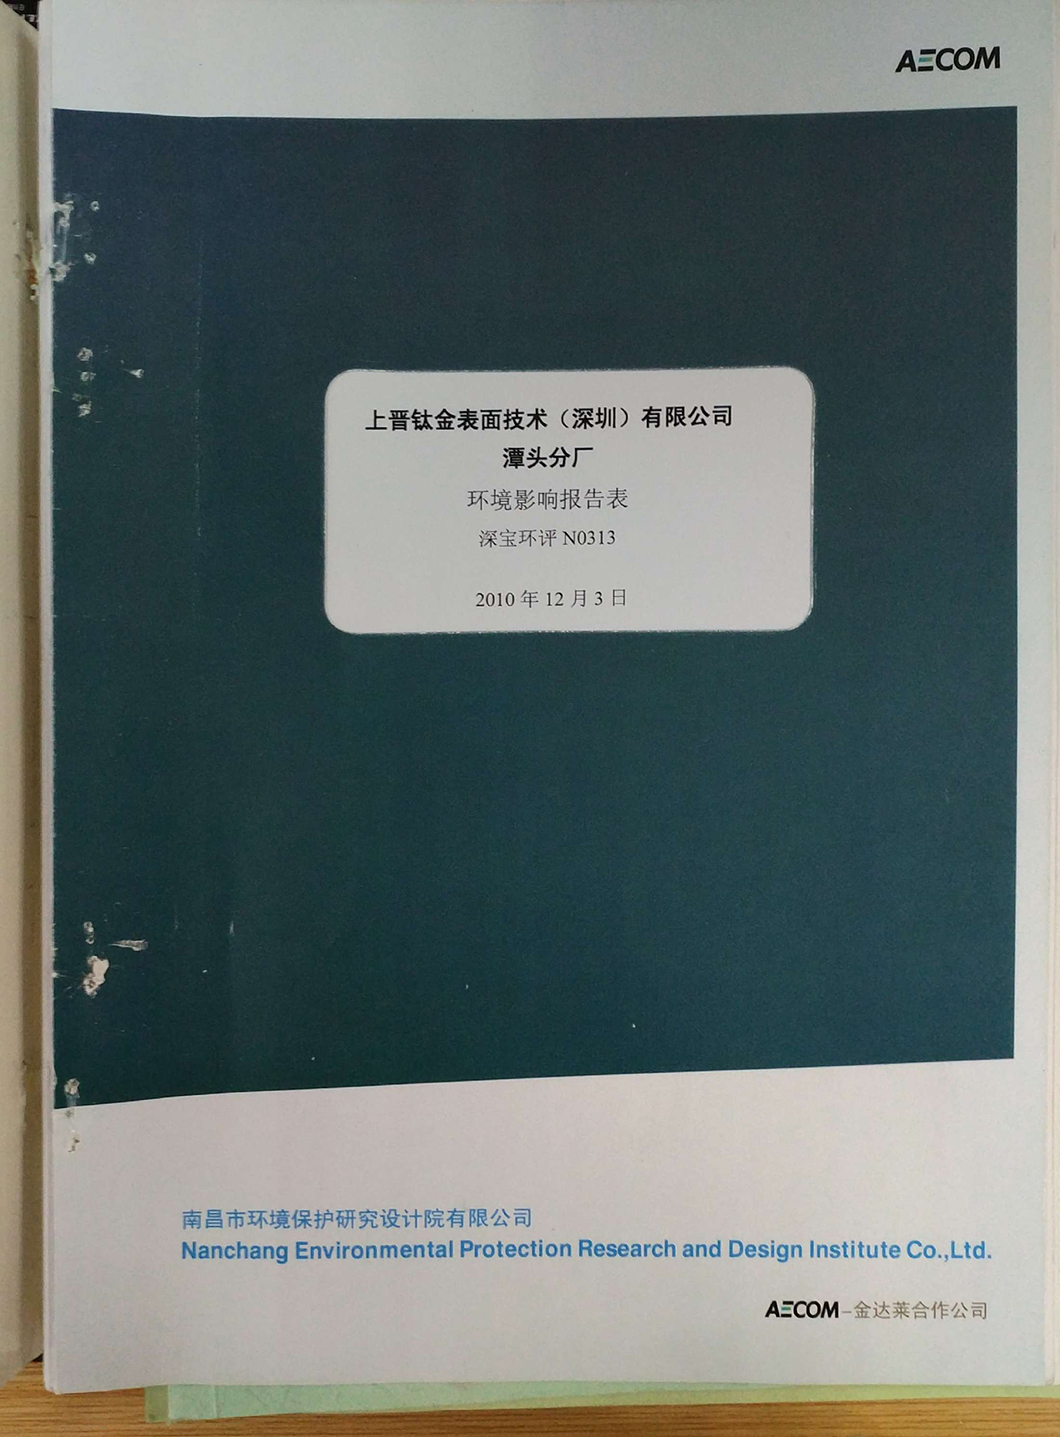 AECOM
上晋钛金表面技术（深圳）有限公司
潭头分厂
环境影响报告表
深宝环评 N0313
2010 年 12 月 3 日
南昌市环境保护研究设计院有限公司
Nanchang Environmental Protection Research and Design Institute Co.,Ltd.
AECOM–金达莱合作公司